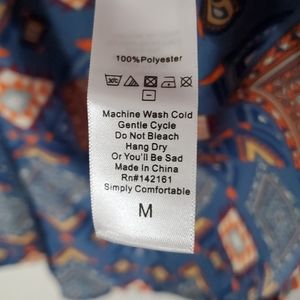 100%Polyester
Machine Wash Cold
Gentle Cycle
Do Not Bleach
Hang Dry
Or You'll Be Sad
Made In China
Rn#142161
Simply Comfortable
M